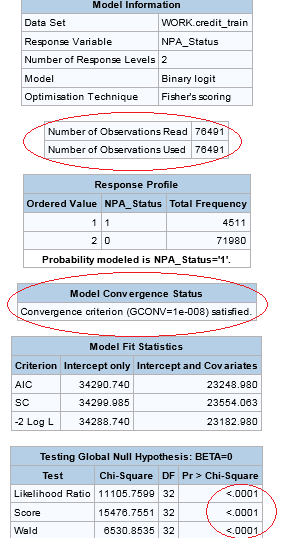 Model Information
Data Set WORK.credit_train
Response Variable NPA_Status
Number of Response Levels 2
Model Binary logit
Optimisation Technique Fisher's scoring
Number of Observations Read 76491
Number of Observations Used 76491
Response Profile
Ordered Value NPA_Status Total Frequency
1 1 4511
2 0 71980
Probability modeled is NPA_Status='1'.
Model Convergence Status
Convergence criterion (GCONV=1e-008) satisfied.
Model Fit Statistics
Criterion Intercept only Intercept and Covariates
AIC 34290.740 23248.980
SC 34299.985 23554.063
-2 Log L 34288.740 23182.980
Testing Global Null Hypothesis: BETA=0
Test Chi-Square DF Pr > Chi-Square
Likelihood Ratio 11105.7599 32 <.0001
Score 15476.7551 32 <.0001
Wald 6530.8535 32 <.0001